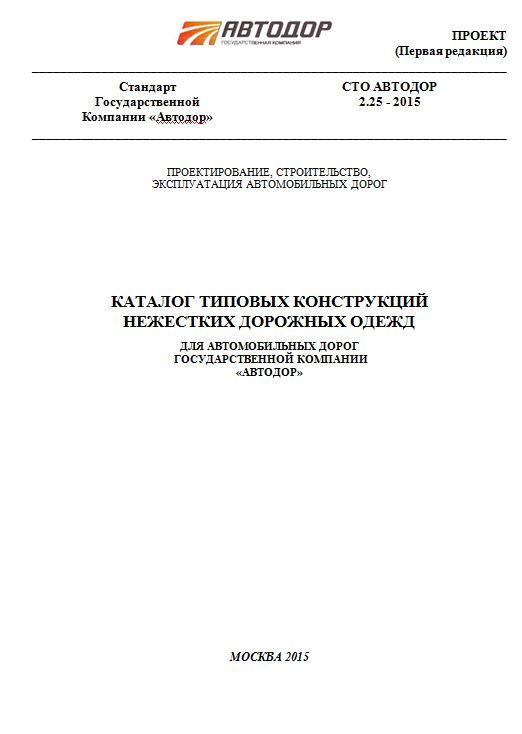 АВТОДОР
ГОСУДАРСТВЕННАЯ КОМПАНИЯ
ПРОЕКТ
(Первая редакция)
Стандарт
Государственной
Компании «Автодор»
СТО АВТОДОР
2.25 - 2015
ПРОЕКТИРОВАНИЕ, СТРОИТЕЛЬСТВО,
ЭКСПЛУАТАЦИЯ АВТОМОБИЛЬНЫХ ДОРОГ
КАТАЛОГ ТИПОВЫХ КОНСТРУКЦИЙ
НЕЖЕСТКИХ ДОРОЖНЫХ ОДЕЖД
ДЛЯ АВТОМОБИЛЬНЫХ ДОРОГ
ГОСУДАРСТВЕННОЙ КОМПАНИИ
«АВТОДОР»
МОСКВА 2015